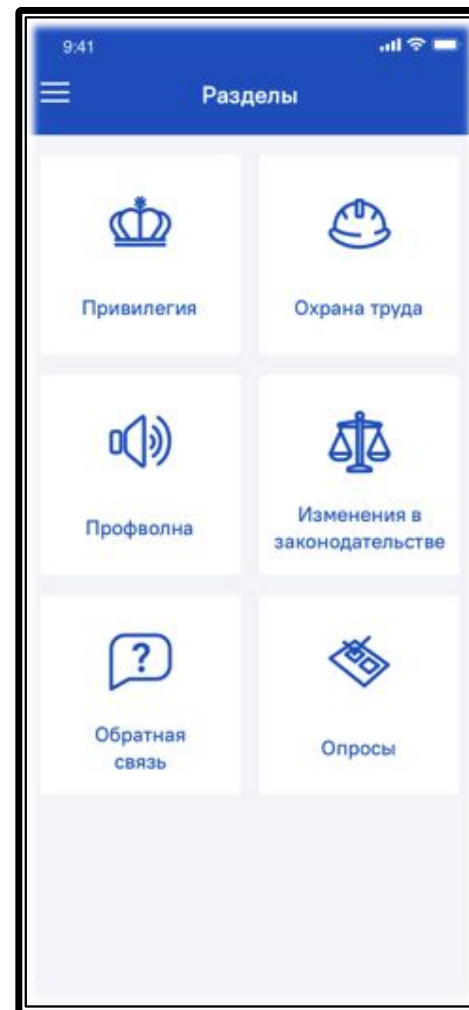 9:41
Разделы
Привилегия
Охрана труда
Профволна
Изменения в
законодательстве
?
Обратная
связь
Опросы